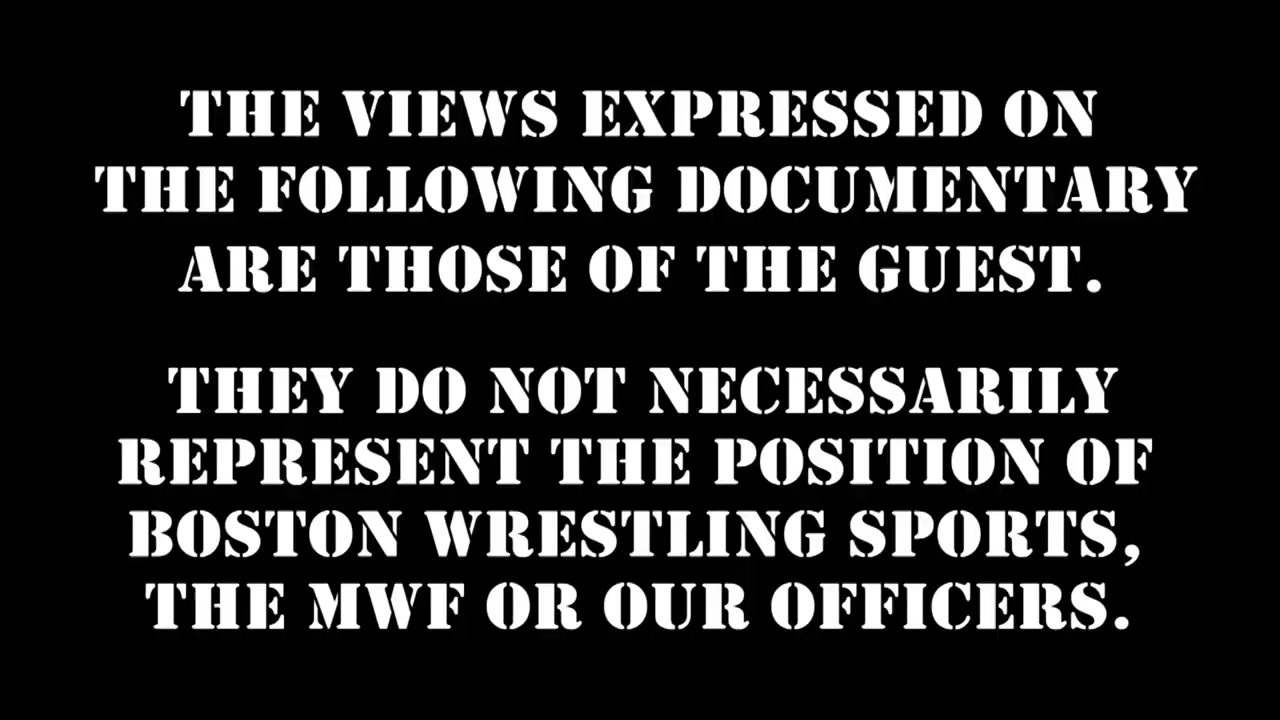 THE VIEWS EXPRESSED ON
THE FOLLOWING DOCUMENTARY
ARE THOSE OF THE GUEST.
THEY DO NOT NECESSARILY
REPRESENT THE POSITION OF
BOSTON WRESTLING SPORTS,
THE MWF OR OUR OFFICERS.